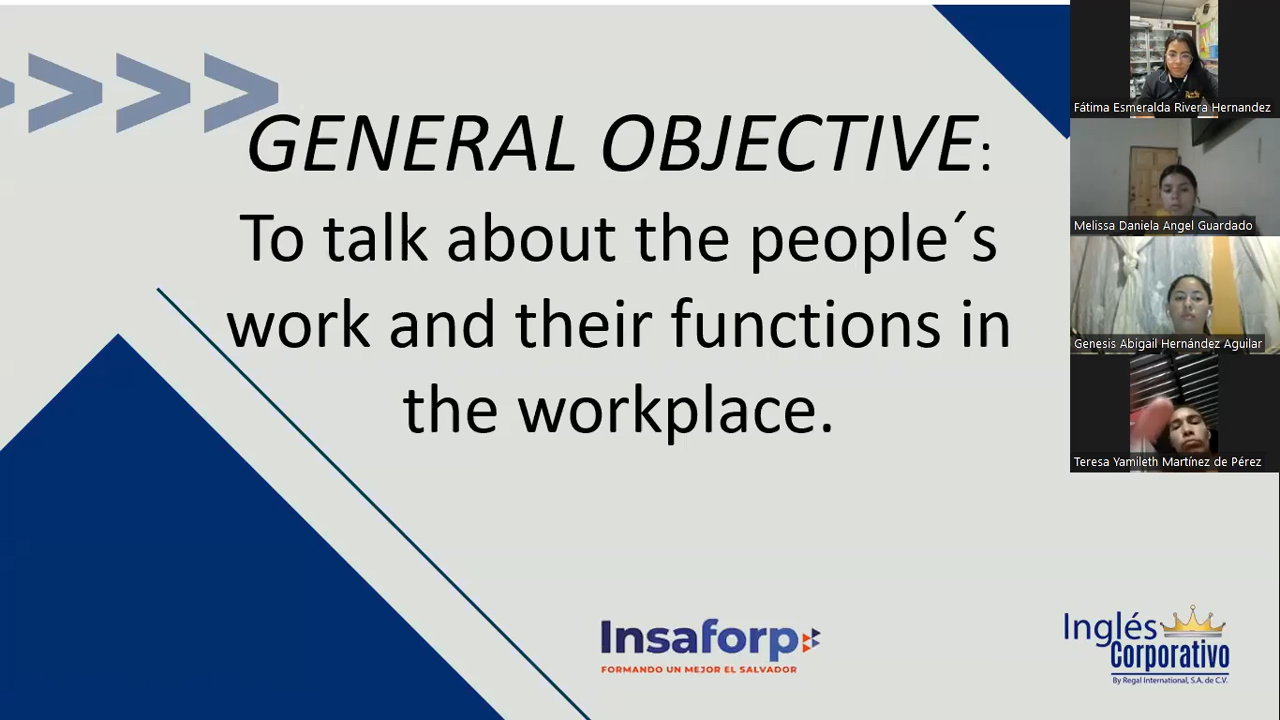 GENERAL OBJECTIVE:
To talk about the people´s
work and their functions in
the workplace.
Insaforp
FORMANDO UN MEJOR EL SALVADOR
Inglés
Corporativo
By Regal International, S.A. de C.V.
Fátima Esmeralda Rivera Hernandez
Melissa Daniela Angel Guardado
Genesis Abigail Hernández Aguilar
Teresa Yamileth Martínez de Pérez